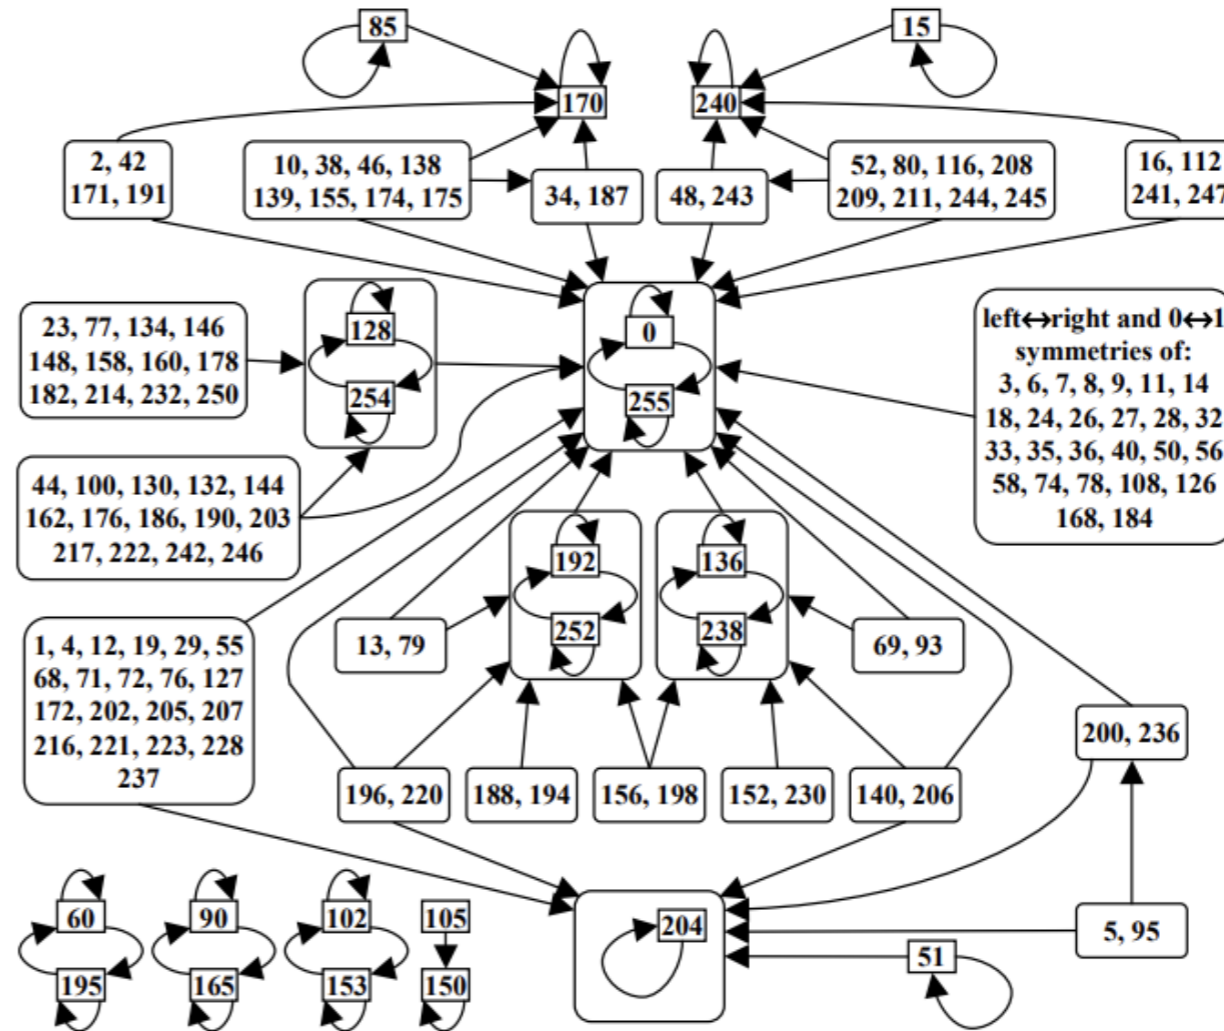 85
15
170
240
2, 42
171, 191
10, 38, 46, 138
139, 155, 174, 175
34, 187
48, 243
52, 80, 116, 208
209, 211, 244, 245
16, 112
241, 247
23, 77, 134, 146
148, 158, 160, 178
182, 214, 232, 250
128
254
0
255
left↔right and 0↔1
symmetries of:
3, 6, 7, 8, 9, 11, 14
18, 24, 26, 27, 28, 32
33, 35, 36, 40, 50, 56
58, 74, 78, 108, 126
168, 184
44, 100, 130, 132, 144
162, 176, 186, 190, 203
217, 222, 242, 246
192
252
136
238
1, 4, 12, 19, 29, 55
68, 71, 72, 76, 127
172, 202, 205, 207
216, 221, 223, 228
237
13, 79
69, 93
200, 236
196, 220
188, 194
156, 198
152, 230
140, 206
60
195
90
165
102
153
105
150
204
51
5, 95